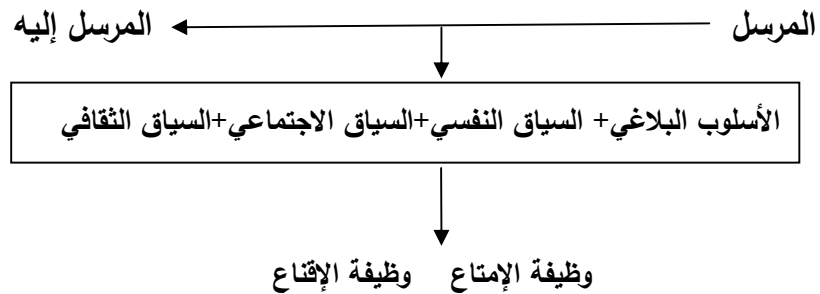 المرسل المرسل إليه
الأسلوب البلاغي+ السياق النفسي+السياق الاجتماعي+السياق الثقافي
وظيفة الإمتاع وظيفة الإقناع